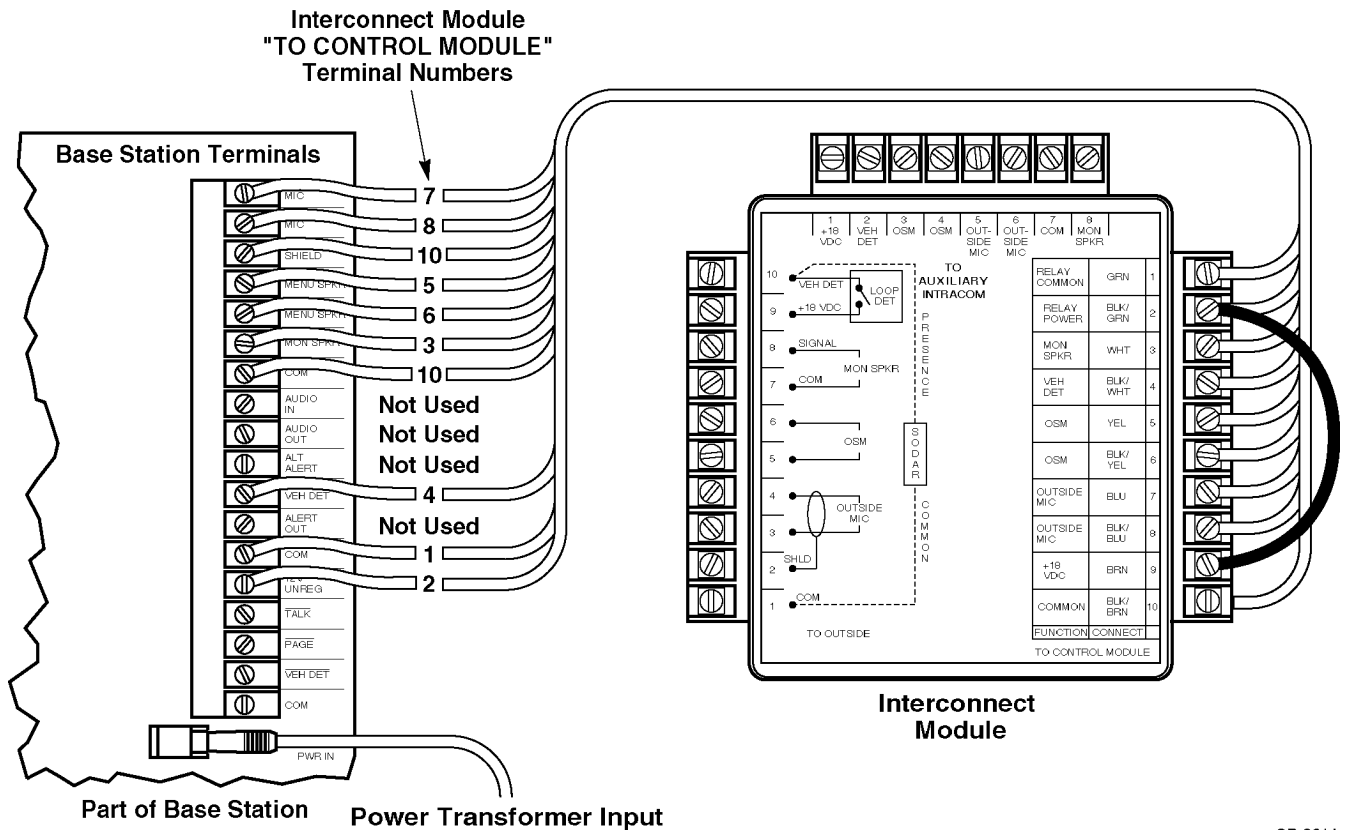 Interconnect Module
"TO CONTROL MODULE"
Terminal Numbers
Base Station Terminals
MIC
7
MIC
8
SHIELD
10
MENU SPKR
5
MENU SPKR
6
MON SPKR
3
COM
10
AUDIO
IN
Not Used
AUDIO
OUT
Not Used
ALT
ALERT
Not Used
VEH DET
4
ALERT
OUT
Not Used
COM
1
UNREG
2
TALK
PAGE
VEH DET
COM
PWR IN
Part of Base Station
Power Transformer Input
1
+18
VDC
2
VEH
DET
3
OSM
4
OSM
5
OUT-
SIDE
MIC
6
OUT-
SIDE
MIC
7
COM
8
MON
SPKR
TO
AUXILIARY
INTRACOM
10
VEH DET
LOOP
DET
9
+18 VDC
8
SIGNAL
MON SPKR
7
COM
6
OSM
5
4
OUTSIDE
MIC
3
SHLD
2
1
COM
TO OUTSIDE
PRESENCE
SODAR
COMMON
RELAY
COMMON
GRN
1
RELAY
POWER
BLK/
GRN
2
MON
SPKR
WHT
3
VEH
DET
BLK/
WHT
4
OSM
YEL
5
OSM
BLK/
YEL
6
OUTSIDE
MIC
BLU
7
OUTSIDE
MIC
BLK/
BLU
8
+18
VDC
BRN
9
COMMON
BLK/
BRN
10
FUNCTION CONNECT
TO CONTROL MODULE
Interconnect
Module